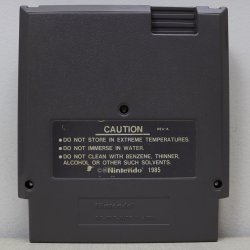 CAUTION REV-A
•DO NOT STORE IN EXTREME TEMPERATURES.
•DO NOT IMMERSE IN WATER.
•DO NOT CLEAN WITH BENZENE, THINNER,
ALCOHOL OR OTHER SUCH SOLVENTS.
©Nintendo 1985